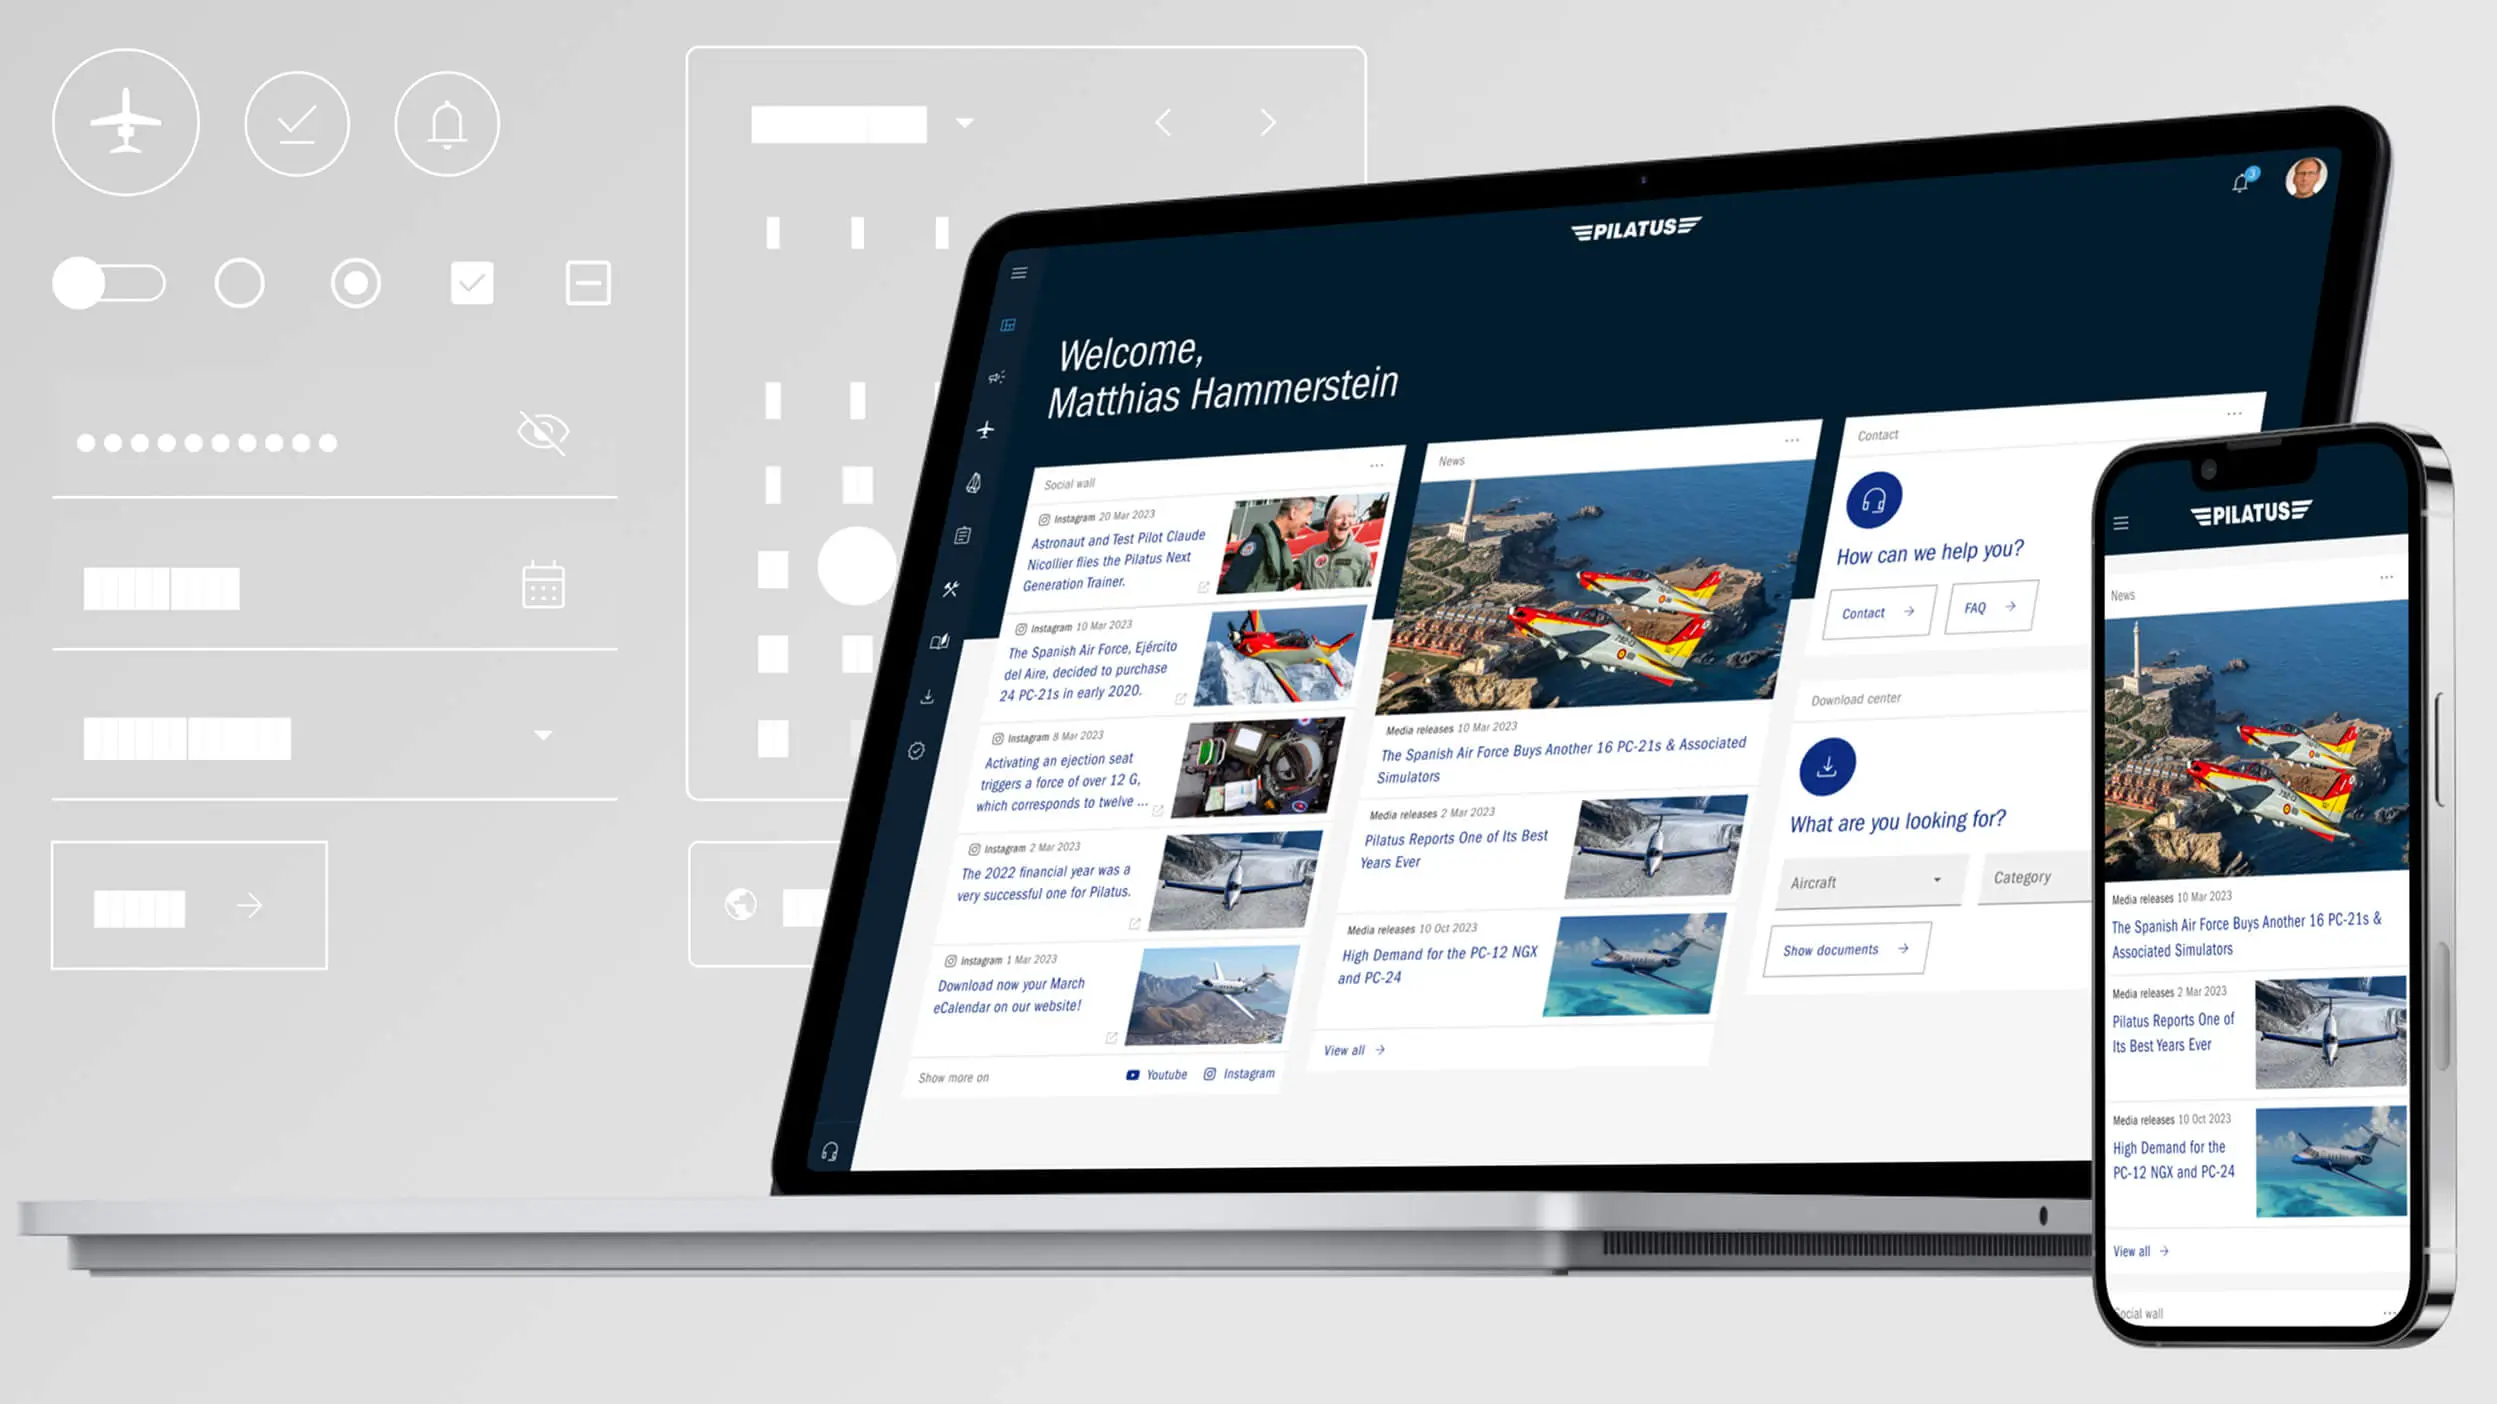 PILATUS
3
Welcome,
Matthias Hammerstein
Social wall
Instagram 20 Mar 2023
Astronaut and Test Pilot Claude
Nicollier flies the Pilatus Next
Generation Trainer.
Instagram 10 Mar 2023
The Spanish Air Force, Ejército
del Aire, decided to purchase
24 PC-21s in early 2020.
Instagram 8 Mar 2023
Activating an ejection seat
triggers a force of over 12 G,
which corresponds to twelve ...
Instagram 2 Mar 2023
The 2022 financial year was a
very successful one for Pilatus.
Instagram 1 Mar 2023
Download now your March
eCalendar on our website!
Show more on
Youtube
Instagram
News
Media releases 10 Mar 2023
The Spanish Air Force Buys Another 16 PC-21s & Associated
Simulators
Media releases 2 Mar 2023
Pilatus Reports One of Its Best
Years Ever
Media releases 10 Oct 2023
High Demand for the PC-12 NGX
and PC-24
View all
Contact
How can we help you?
Contact
FAQ
Download center
What are you looking for?
Aircraft
Category
Show documents
PILATUS
News
Media releases 10 Mar 2023
The Spanish Air Force Buys Another 16 PC-21s &
Associated Simulators
Media releases 2 Mar 2023
Pilatus Reports One of
Its Best Years Ever
Media releases 10 Oct 2023
High Demand for the
PC-12 NGX and PC-24
View all
Social wall